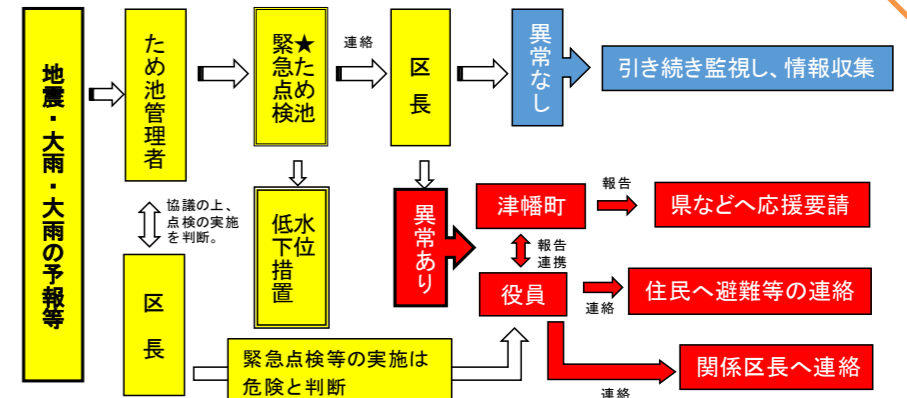 地震・大雨・大雨の予報等
ため池管理者
★ため池
緊急点検
連絡
区長
異常なし
引き続き監視し、情報収集
協議の上、
点検の実施
を判断。
区長
水位
低下措置
異常あり
津幡町
報告
県などへ応援要請
報告
連携
役員
連絡
住民へ避難等の連絡
緊急点検等の実施は
危険と判断
関係区長へ連絡
連絡